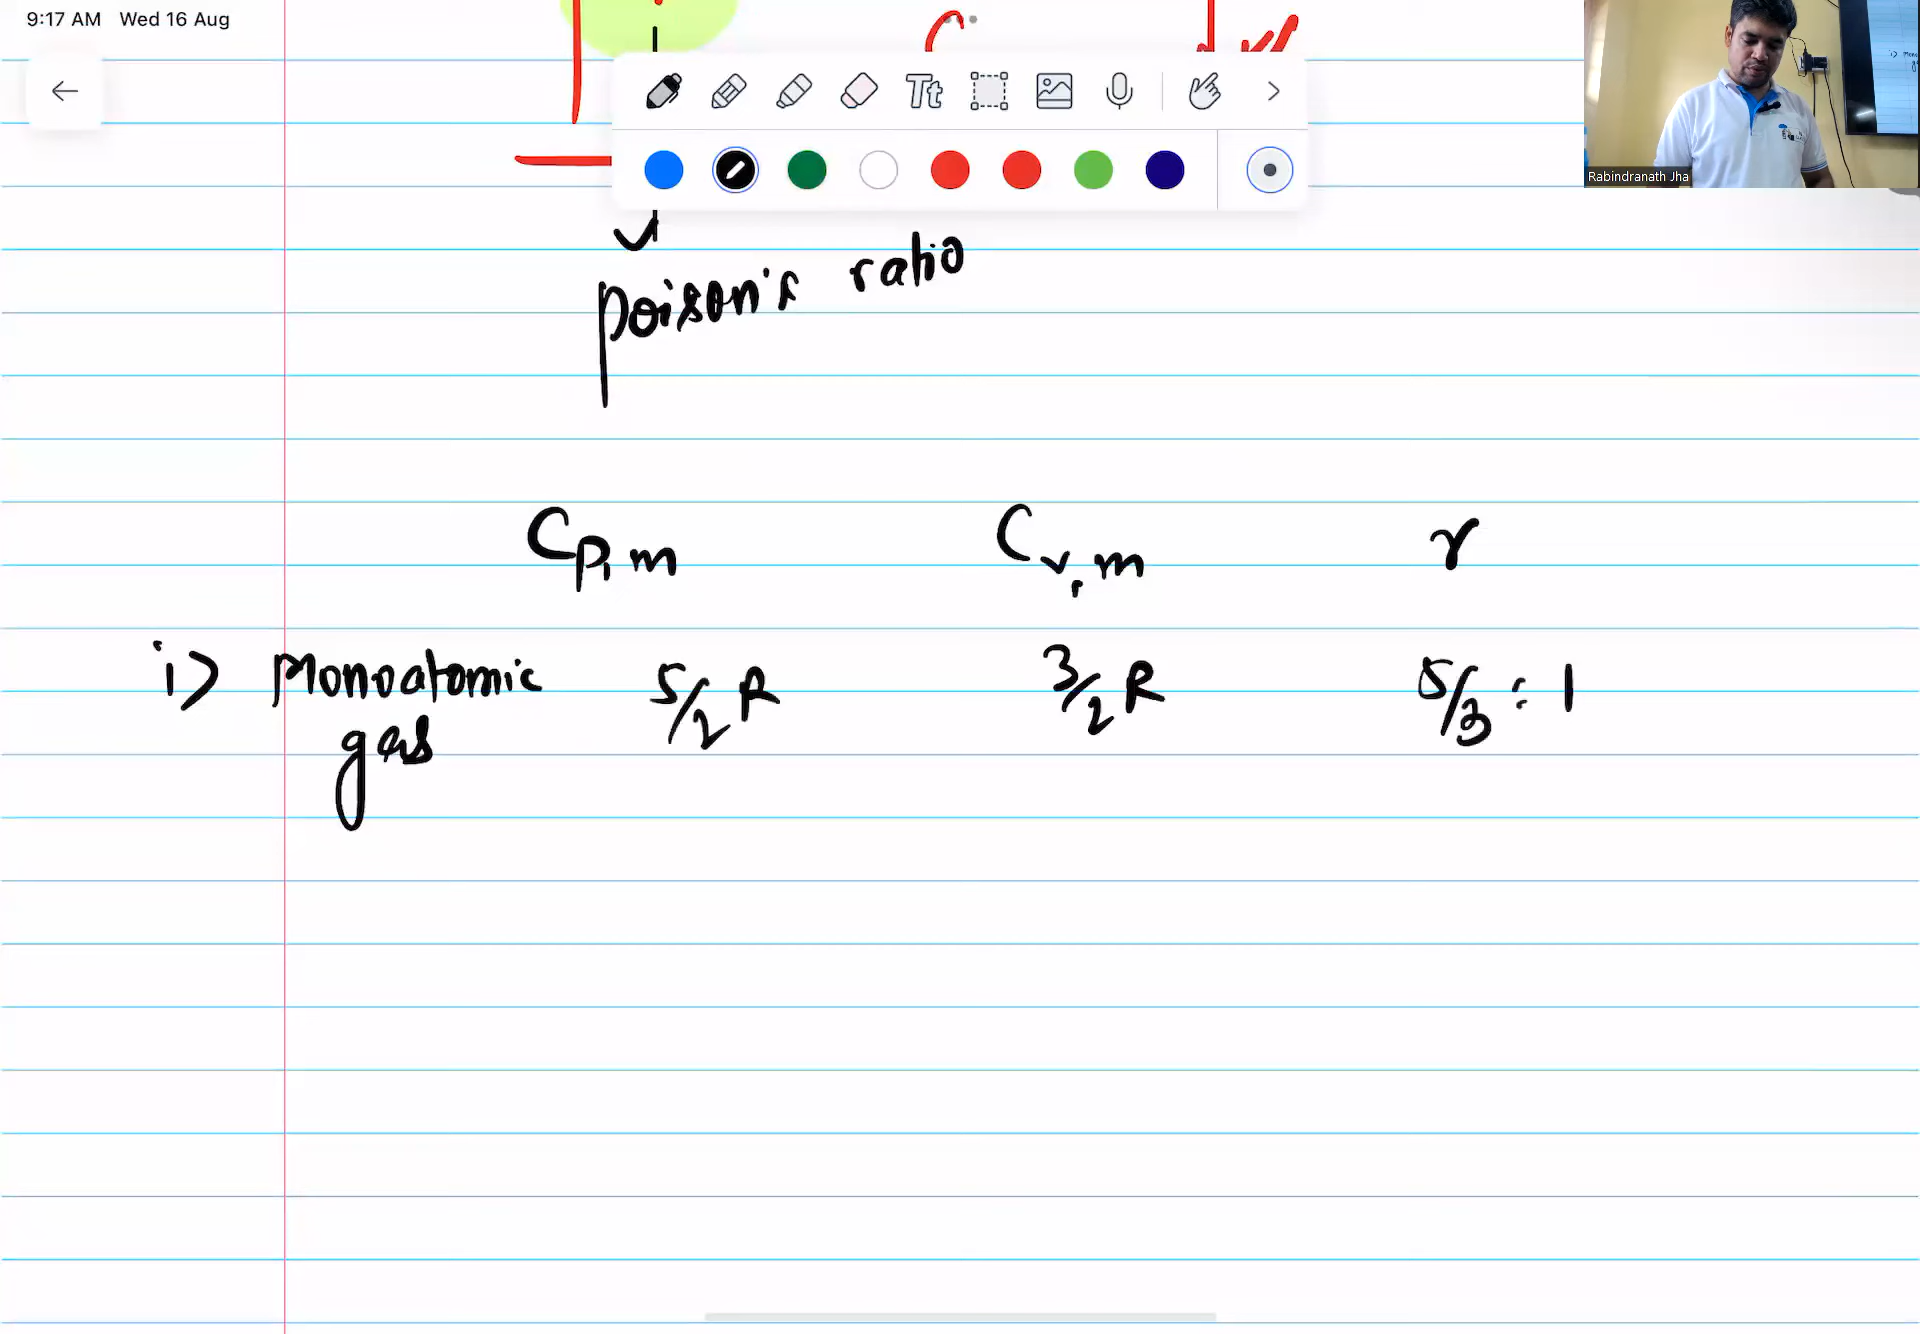 9:17 AM Wed 16 Aug
Tt
Rabindranath Jha
poison's ratio
Cp,m Cv,m γ
i) Monoatomic gas 5/2 R 3/2 R 5/3 = 1